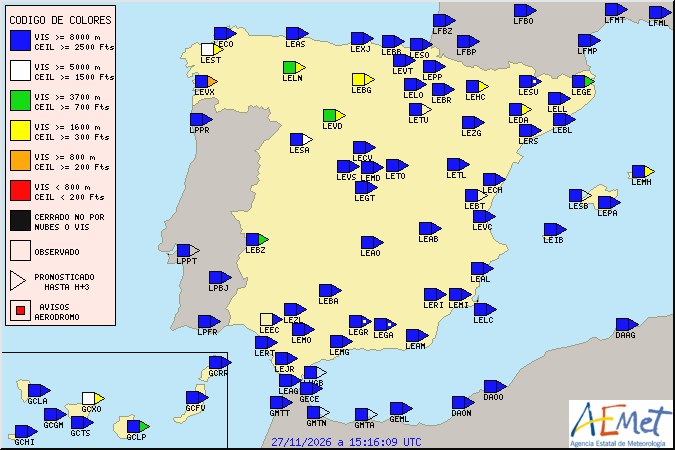 CODIGO DE COLORES
VIS >= 8000 m
CEIL >= 2500 Fts
VIS >= 5000 m
CEIL >= 1500 Fts
VIS >= 3700 m
CEIL >= 700 Fts
VIS >= 1600 m
CEIL >= 300 Fts
VIS >= 800 m
CEIL >= 200 Fts
VIS < 800 m
CEIL < 200 Fts
CERRADO NO POR
NUBES O VIS
OBSERVADO
PRONOSTICADO
HASTA H+3
AVISOS
AERODROMO
LFBO
LFMT
LFML
LFBZ
LECO
LEAS
LEXJ
LEBB
LESO
LFBP
LFMP
LEST
LEVT
LEPP
LELN
LEBG
LEVX
LELO
LEBR
LEHC
LESU
LEGE
LELL
LPPR
LEVD
LETU
LEDA
LEZG
LERS
LEBL
LESA
LECV
LEVS
LEMD
LETO
LETL
LEGT
LECH
LEMH
LEBT
LESB
LEPA
LEVC
LEIB
LEBZ
LEAO
LEAB
LPPT
LPBJ
LEAL
LEBA
LERI
LEMI
LEZL
LELC
LPFR
LEEC
LEMO
LEGR
LEGA
LEAM
DAAG
LERT
LEMG
LEJR
GCRR
LEAG
GECE
GCLA
GCXO
GCFV
GMTT
GMTN
GMTA
GEML
DAON
DAOO
GCGM
GCTS
GCLP
GCHI
27/11/2026 a 15:16:09 UTC
AEmet
Agencia Estatal de Meteorología